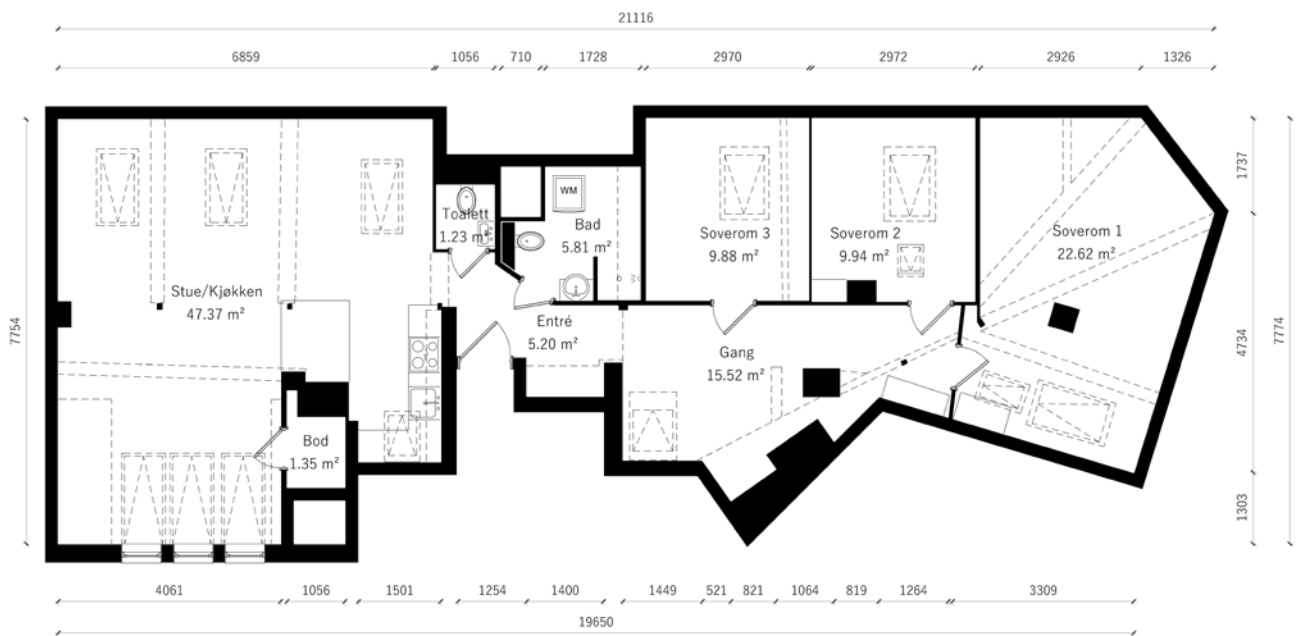 21116
6859
1056
710
1728
2970
2972
2926
1326
7754
1737
4734
1303
7774
WM
Toalett
1.23 m²
Bad
5.81 m²
Soverom 3
9.88 m²
Soverom 2
9.94 m²
Soverom 1
22.62 m²
Stue/Kjøkken
47.37 m²
Entré
5.20 m²
Gang
15.52 m²
Bod
1.35 m²
4061
1056
1501
1254
1400
1449
521
821
1064
819
1264
3309
19650